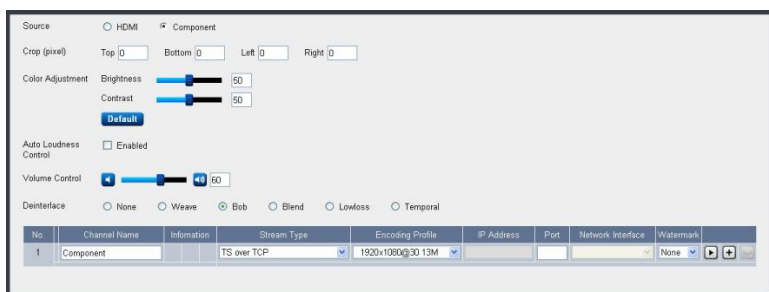 Source HDMI Component
Crop (pixel) Top 0 Bottom 0 Left 0 Right 0
Color Adjustment Brightness 50
Contrast 50
Default
Auto Loudness
Control Enabled
Volume Control 60
Deinterlace None Weave Bob Blend Lowloss Temporal
No. Channel Name Infomation Stream Type Encoding Profile IP Address Port Network Interface Watermark
1 Component TS over TCP 1920x1080@30 13M None